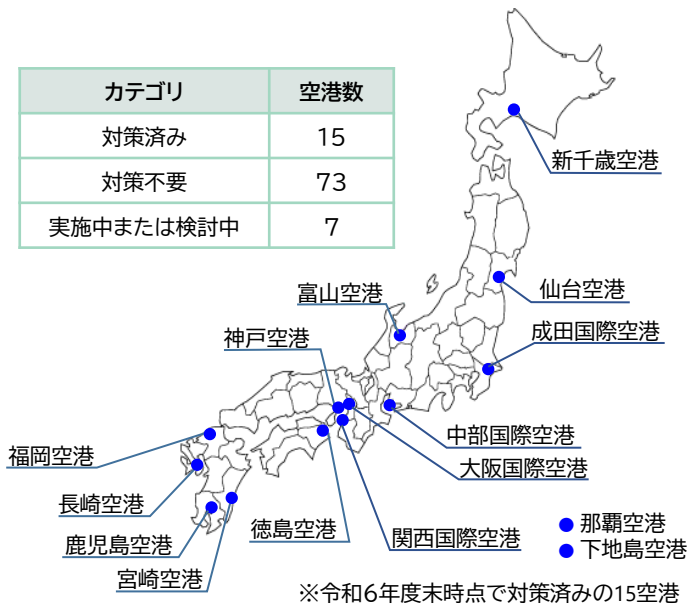 カテゴリ 空港数
対策済み 15
対策不要 73
実施中または検討中 7
新千歳空港
仙台空港
富山空港
成田国際空港
神戸空港
中部国際空港
大阪国際空港
福岡空港
長崎空港
徳島空港
関西国際空港
鹿児島空港
宮崎空港
那覇空港
下地島空港
※令和6年度末時点で対策済みの15空港